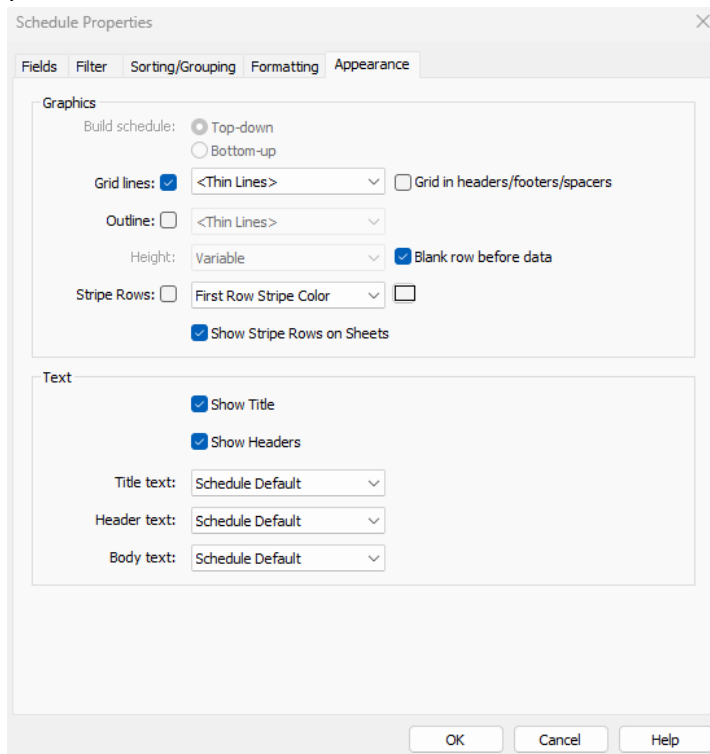 Schedule Properties
Fields Filter Sorting/Grouping Formatting Appearance
Graphics
Build schedule: Top-down
Bottom-up
Grid lines: <Thin Lines> Grid in headers/footers/spacers
Outline: <Thin Lines>
Height: Variable Blank row before data
Stripe Rows: First Row Stripe Color
Show Stripe Rows on Sheets
Text
Show Title
Show Headers
Title text: Schedule Default
Header text: Schedule Default
Body text: Schedule Default
OK Cancel Help